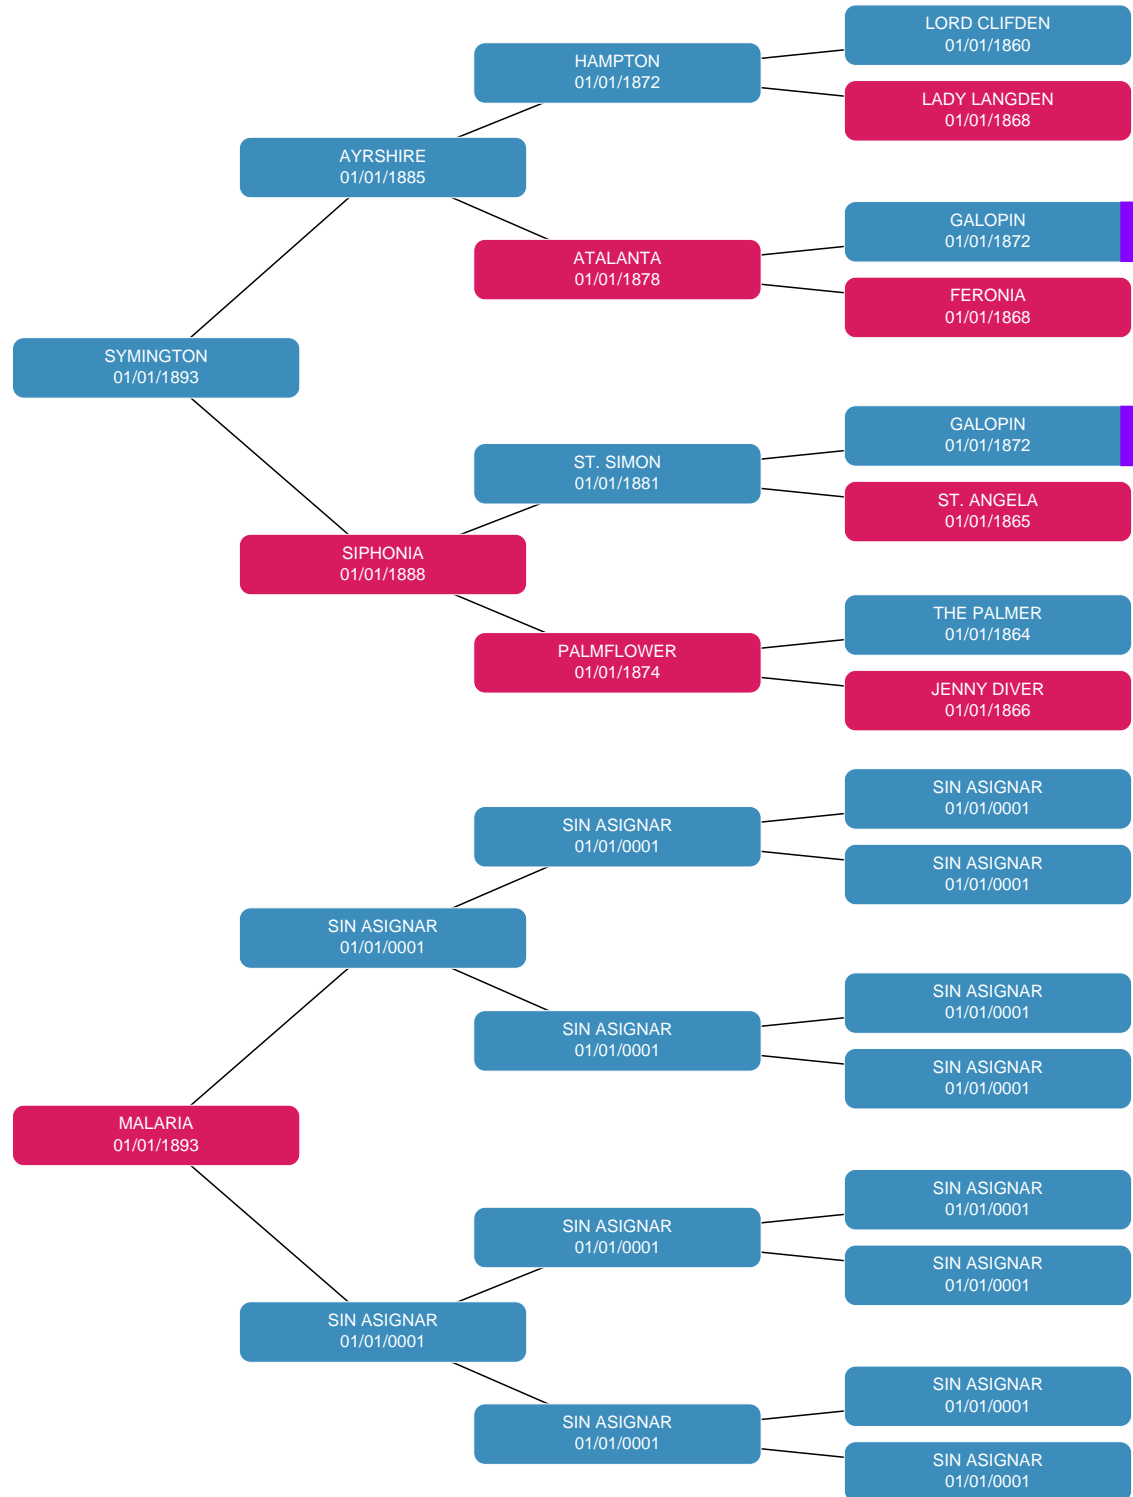 LORD CLIFDEN
01/01/1860
HAMPTON
01/01/1872
LADY LANGDEN
01/01/1868
AYRSHIRE
01/01/1885
GALOPIN
01/01/1872
ATALANTA
01/01/1878
FERONIA
01/01/1868
SYMINGTON
01/01/1893
GALOPIN
01/01/1872
ST. SIMON
01/01/1881
ST. ANGELA
01/01/1865
SIPHONIA
01/01/1888
THE PALMER
01/01/1864
PALMFLOWER
01/01/1874
JENNY DIVER
01/01/1866
SIN ASIGNAR
01/01/0001
SIN ASIGNAR
01/01/0001
SIN ASIGNAR
01/01/0001
SIN ASIGNAR
01/01/0001
SIN ASIGNAR
01/01/0001
SIN ASIGNAR
01/01/0001
SIN ASIGNAR
01/01/0001
MALARIA
01/01/1893
SIN ASIGNAR
01/01/0001
SIN ASIGNAR
01/01/0001
SIN ASIGNAR
01/01/0001
SIN ASIGNAR
01/01/0001
SIN ASIGNAR
01/01/0001
SIN ASIGNAR
01/01/0001
SIN ASIGNAR
01/01/0001